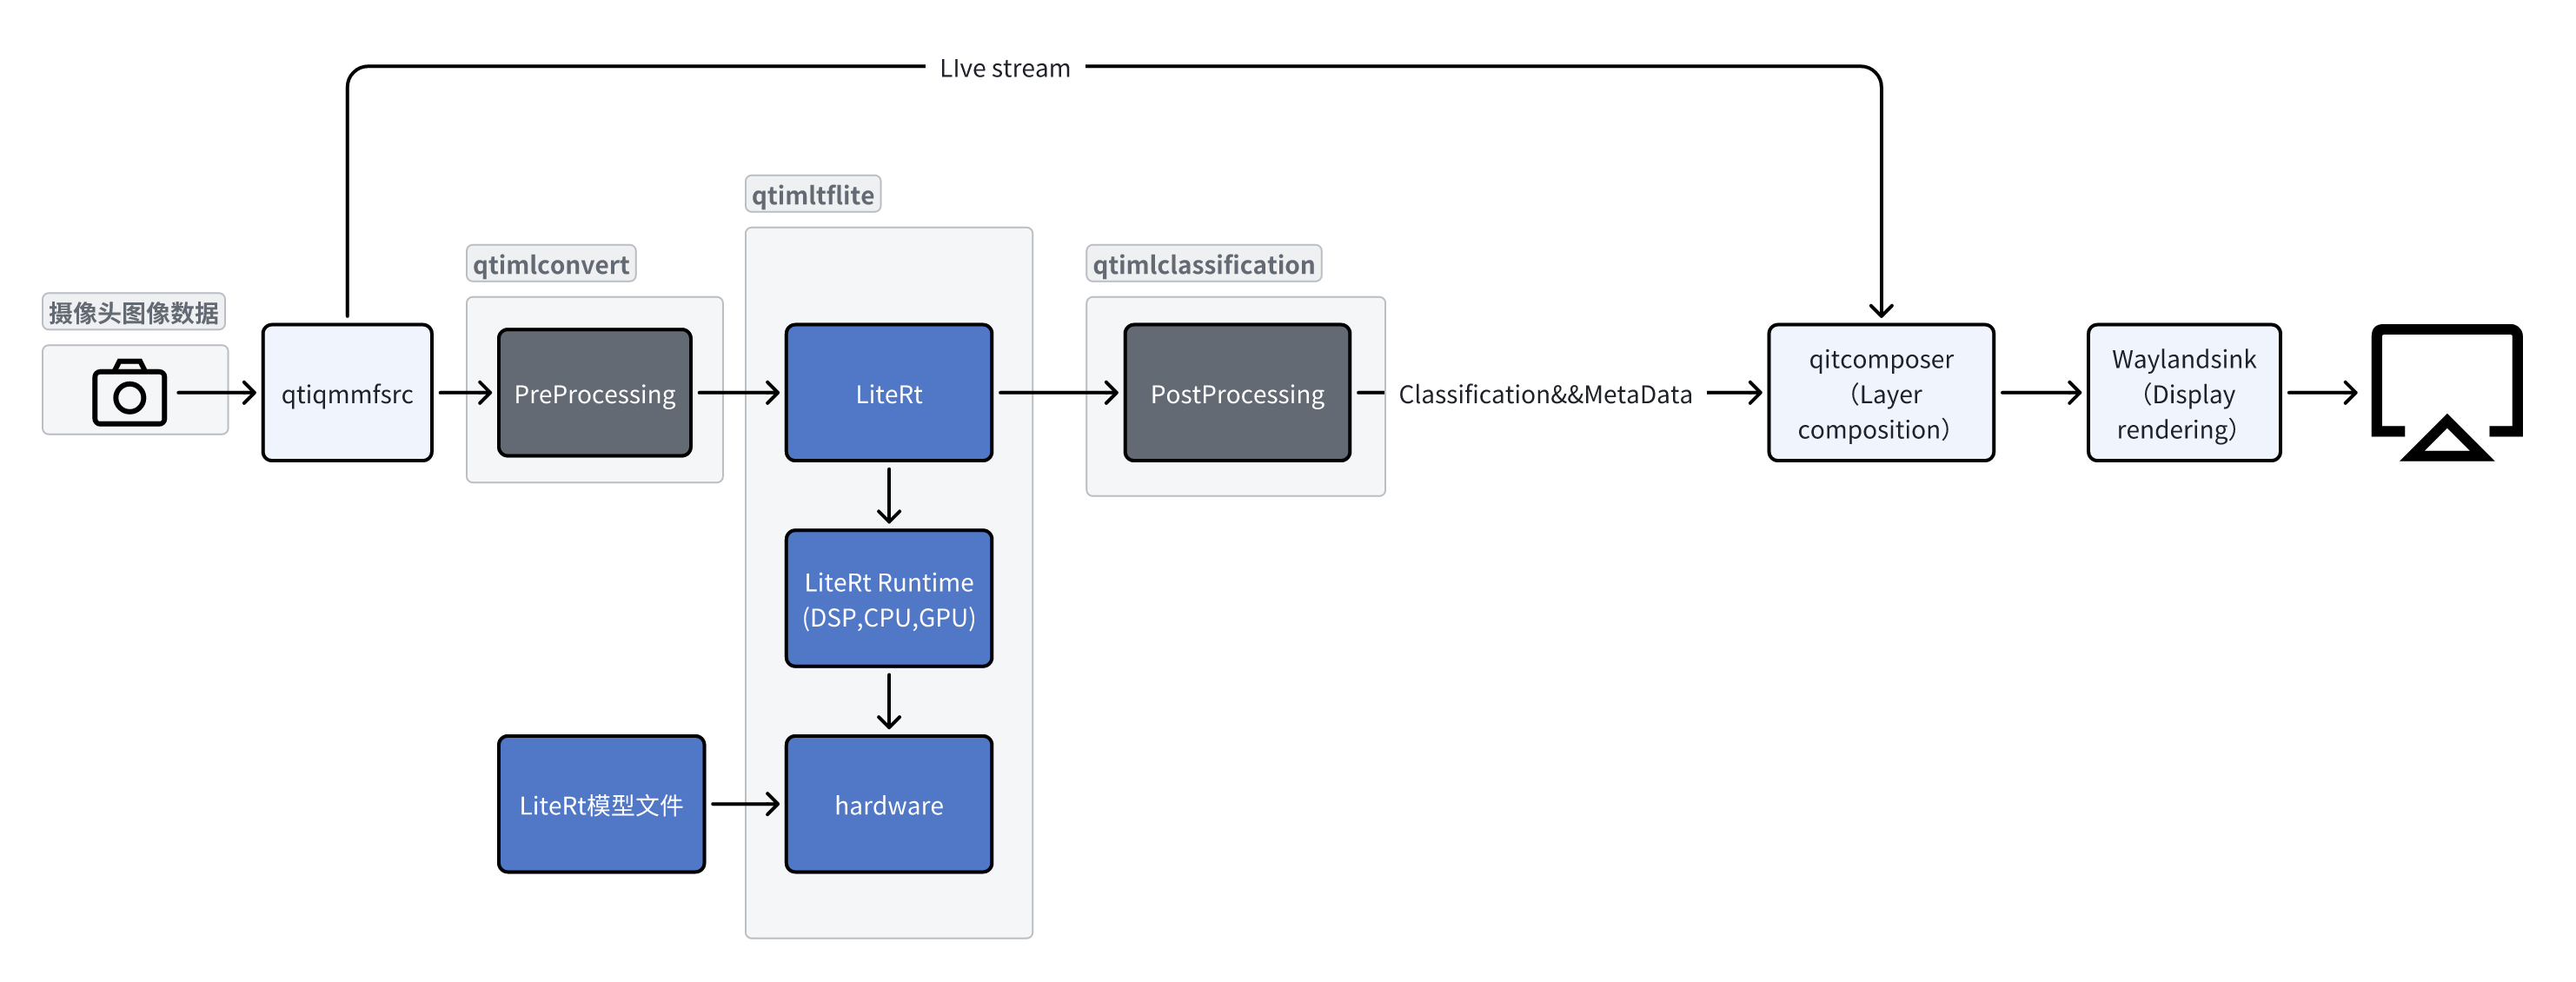 LIve stream
qtimltflite
qtimlconvert
qtimlclassification
摄像头图像数据
qtiqmmfsrc
PreProcessing
LiteRt
PostProcessing
Classification&&MetaData
qitcomposer
（Layer
composition）
Waylandsink
（Display
rendering）
LiteRt Runtime
(DSP,CPU,GPU)
LiteRt模型文件
hardware